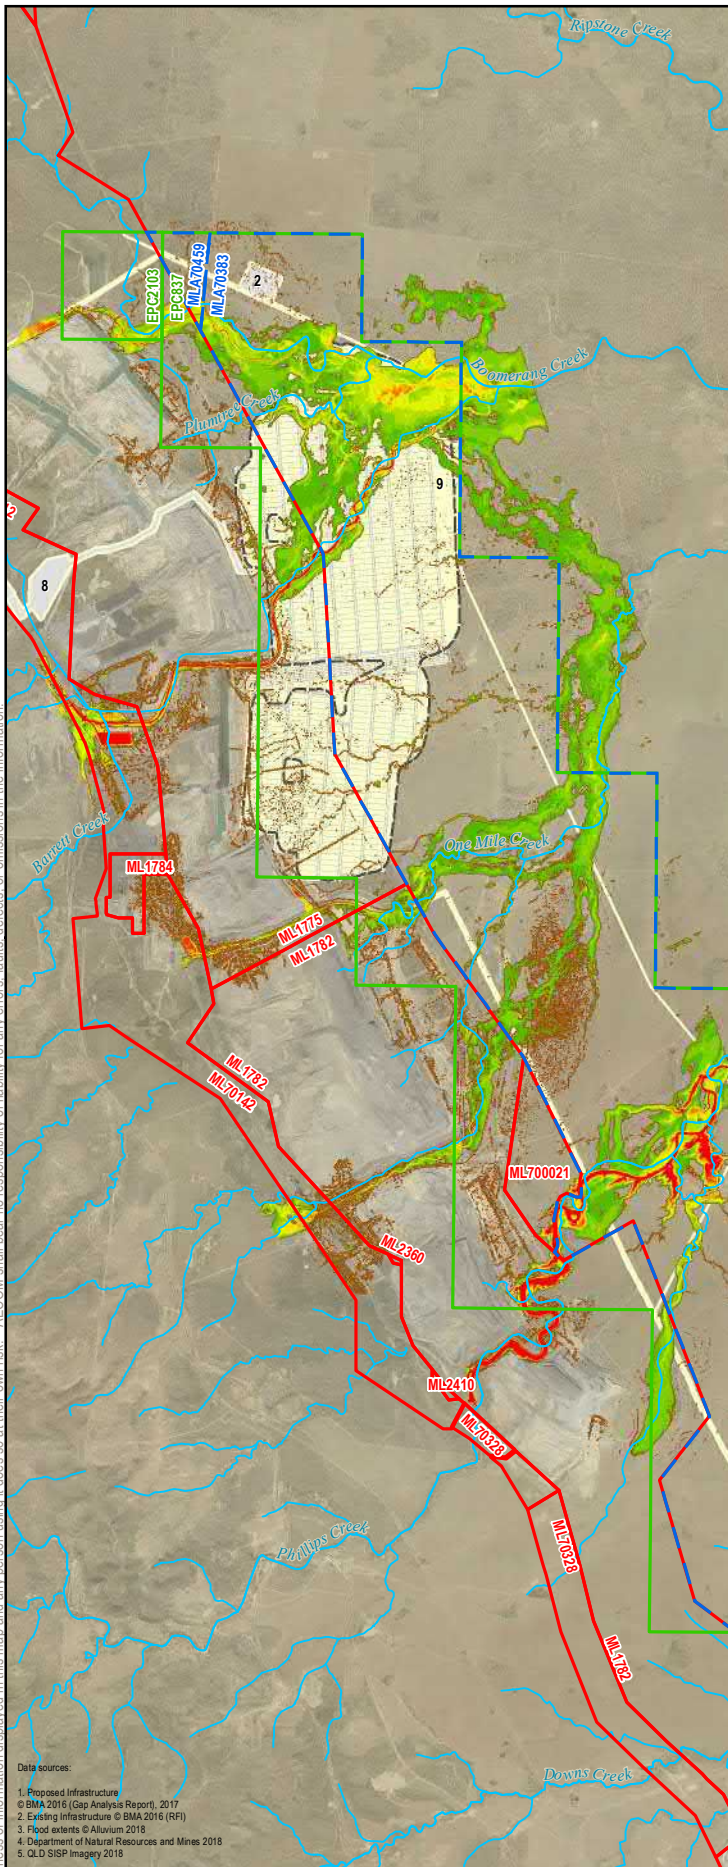 Ripstone Creek
EPC2103
EPC837
MLA70459
MLA70383
2
Boomerang Creek
Plumtree Creek
9
8
Barrett Creek
One Mile Creek
ML1784
ML1775
ML1782
ML1782
ML70142
ML700021
ML2360
ML2410
ML70328
Phillips Creek
ML70328
ML1782
Downs Creek
Data sources:
1. Proposed Infrastructure
© BMA 2016 (Gap Analysis Report), 2017
2. Existing Infrastructure © BMA 2016 (RFI)
3. Flood extents © Alluvium 2018
4. Department of Natural Resources and Mines 2018
5. QLD SISP Imagery 2018